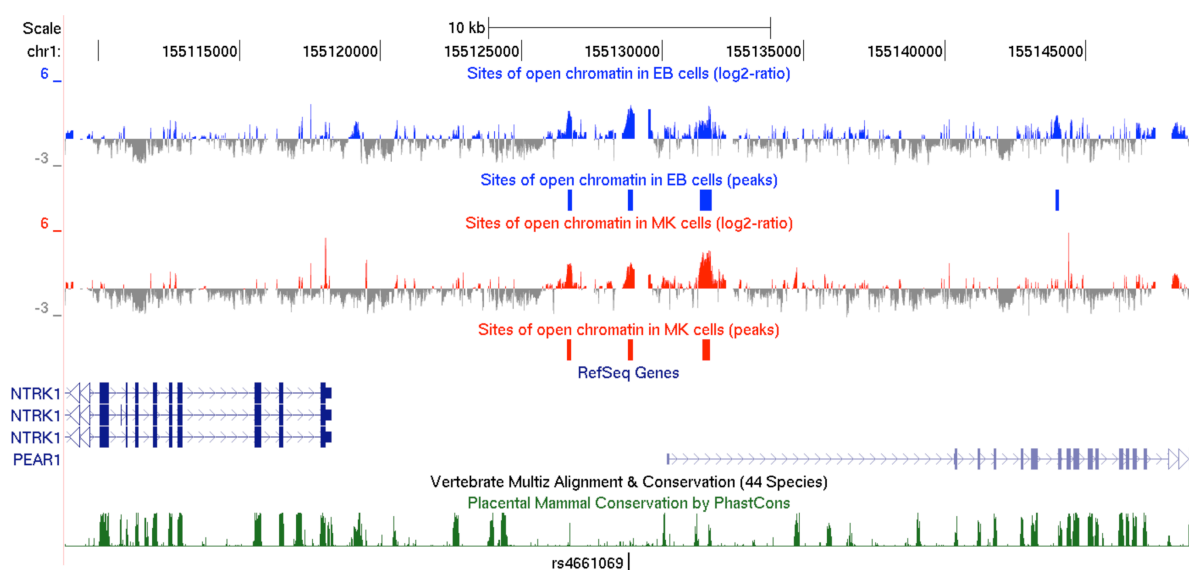 Scale 10 kb
chr1: 155115000 155120000 155125000 155130000 155135000 155140000 155145000
Sites of open chromatin in EB cells (log2-ratio)
6
-3
Sites of open chromatin in EB cells (peaks)
Sites of open chromatin in MK cells (log2-ratio)
6
-3
Sites of open chromatin in MK cells (peaks)
RefSeq Genes
NTRK1
NTRK1
NTRK1
PEAR1
Vertebrate Multiz Alignment & Conservation (44 Species)
Placental Mammal Conservation by PhastCons
rs4661069